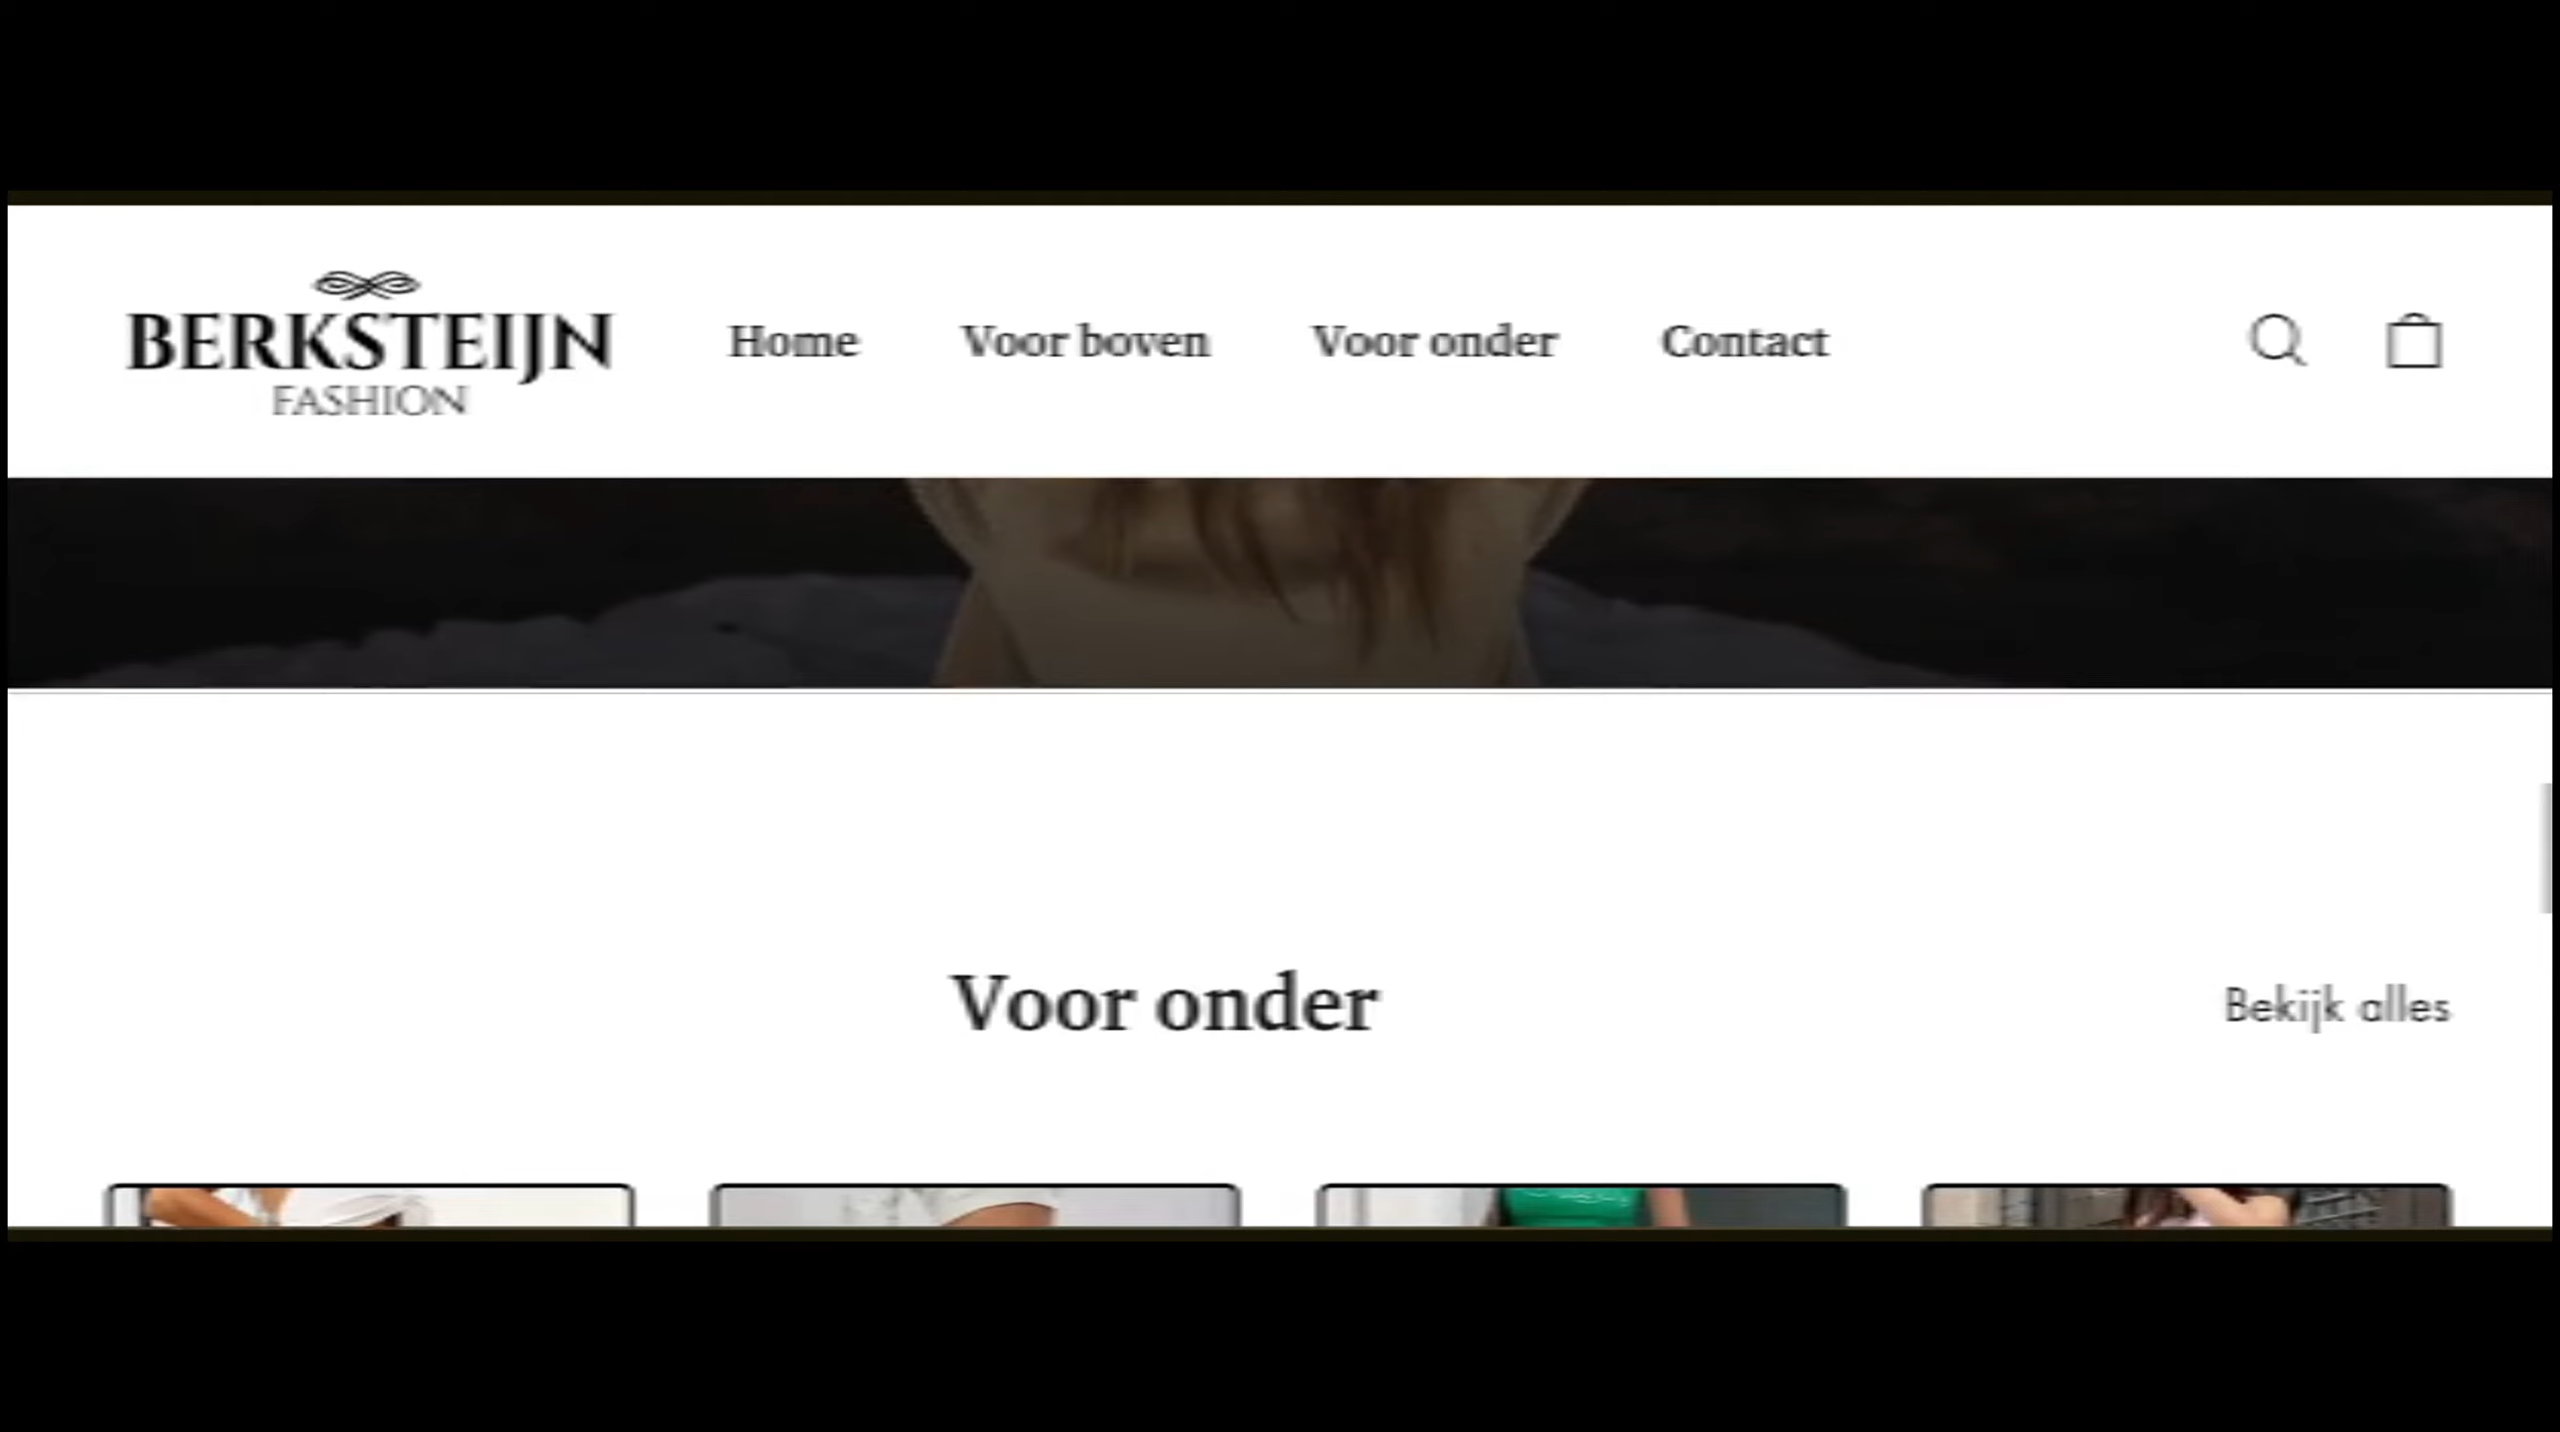 BERKSTEIJN
FASHION
Home Voor boven Voor onder Contact
Voor onder
Bekijk alles